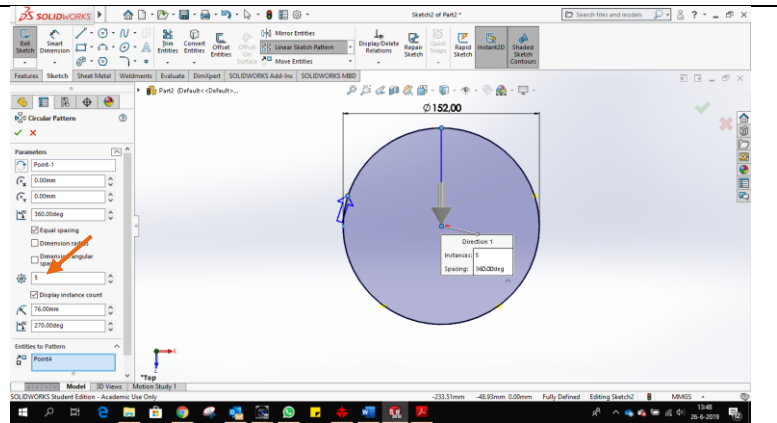 SOLIDWORKS
Sketch2 of Part2 *
Search files and models
Exit Sketch
Smart Dimension
Trim Entities
Convert Entities
Offset Entities
Offset On Surface
Mirror Entities
Linear Sketch Pattern
Move Entities
Display/Delete Relations
Repair Sketch
Quick Snaps
Rapid Sketch
Instant2D
Shaded Sketch Contours
Features Sketch Sheet Metal Weldments Evaluate DimXpert SOLIDWORKS Add-Ins SOLIDWORKS MBD
Part2 (Default<<Default>...
Circular Pattern
Parameters
Point-1
0.00mm
0.00mm
360.00deg
Equal spacing
Dimension radius
Dimension angular
5
Display instance count
76.00mm
270.00deg
Entities to Pattern
Point4
Ø152,00
Direction 1
Instances: 5
Spacing: 360.00deg
X
Z
*Top
Model 3D Views Motion Study 1
SOLIDWORKS Student Edition - Academic Use Only
-233.51mm -48.93mm 0.00mm Fully Defined Editing Sketch2 MMGS
13:48
26-6-2019